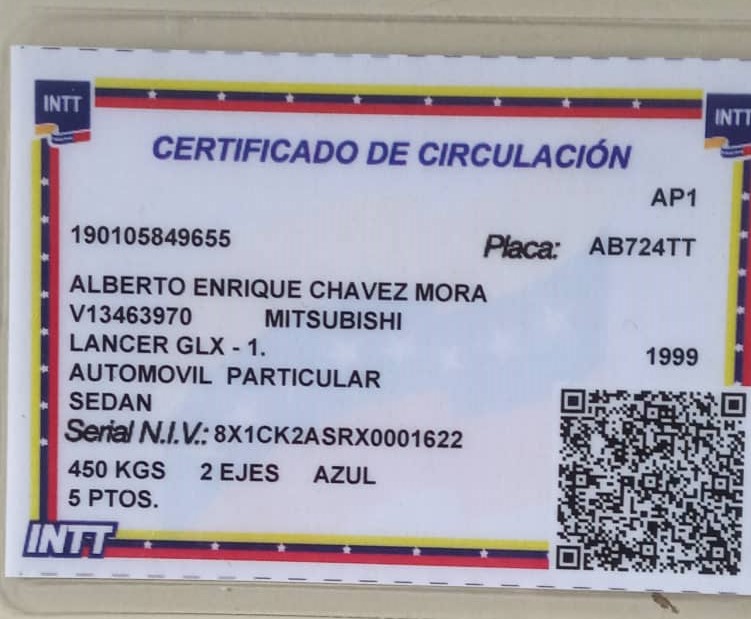 INTT
INTT
CERTIFICADO DE CIRCULACIÓN
AP1
190105849655 Placa: AB724TT
ALBERTO ENRIQUE CHAVEZ MORA
V13463970 MITSUBISHI
LANCER GLX - 1. 1999
AUTOMOVIL PARTICULAR
SEDAN
Serial N.I.V.: 8X1CK2ASRX0001622
450 KGS 2 EJES AZUL
5 PTOS.
INTT